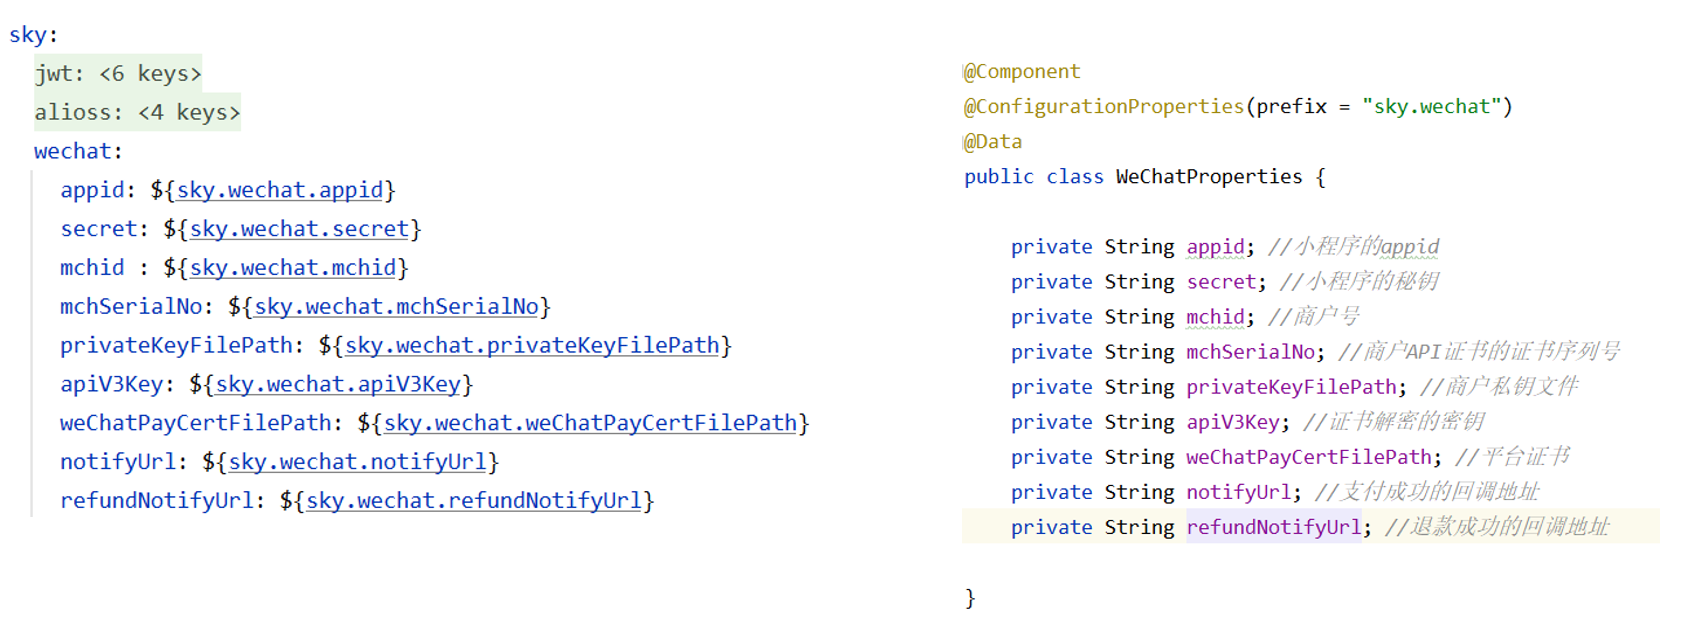 sky:
jwt: <6 keys>
alioss: <4 keys>
wechat:
appid: ${sky.wechat.appid}
secret: ${sky.wechat.secret}
mchid : ${sky.wechat.mchid}
mchSerialNo: ${sky.wechat.mchSerialNo}
privateKeyFilePath: ${sky.wechat.privateKeyFilePath}
apiV3Key: ${sky.wechat.apiV3Key}
weChatPayCertFilePath: ${sky.wechat.weChatPayCertFilePath}
notifyUrl: ${sky.wechat.notifyUrl}
refundNotifyUrl: ${sky.wechat.refundNotifyUrl}
@Component
@ConfigurationProperties(prefix = "sky.wechat")
@Data
public class WeChatProperties {
private String appid; //小程序的appid
private String secret; //小程序的秘钥
private String mchid; //商户号
private String mchSerialNo; //商户API证书的证书序列号
private String privateKeyFilePath; //商户私钥文件
private String apiV3Key; //证书解密的密钥
private String weChatPayCertFilePath; //平台证书
private String notifyUrl; //支付成功的回调地址
private String refundNotifyUrl; //退款成功的回调地址
}